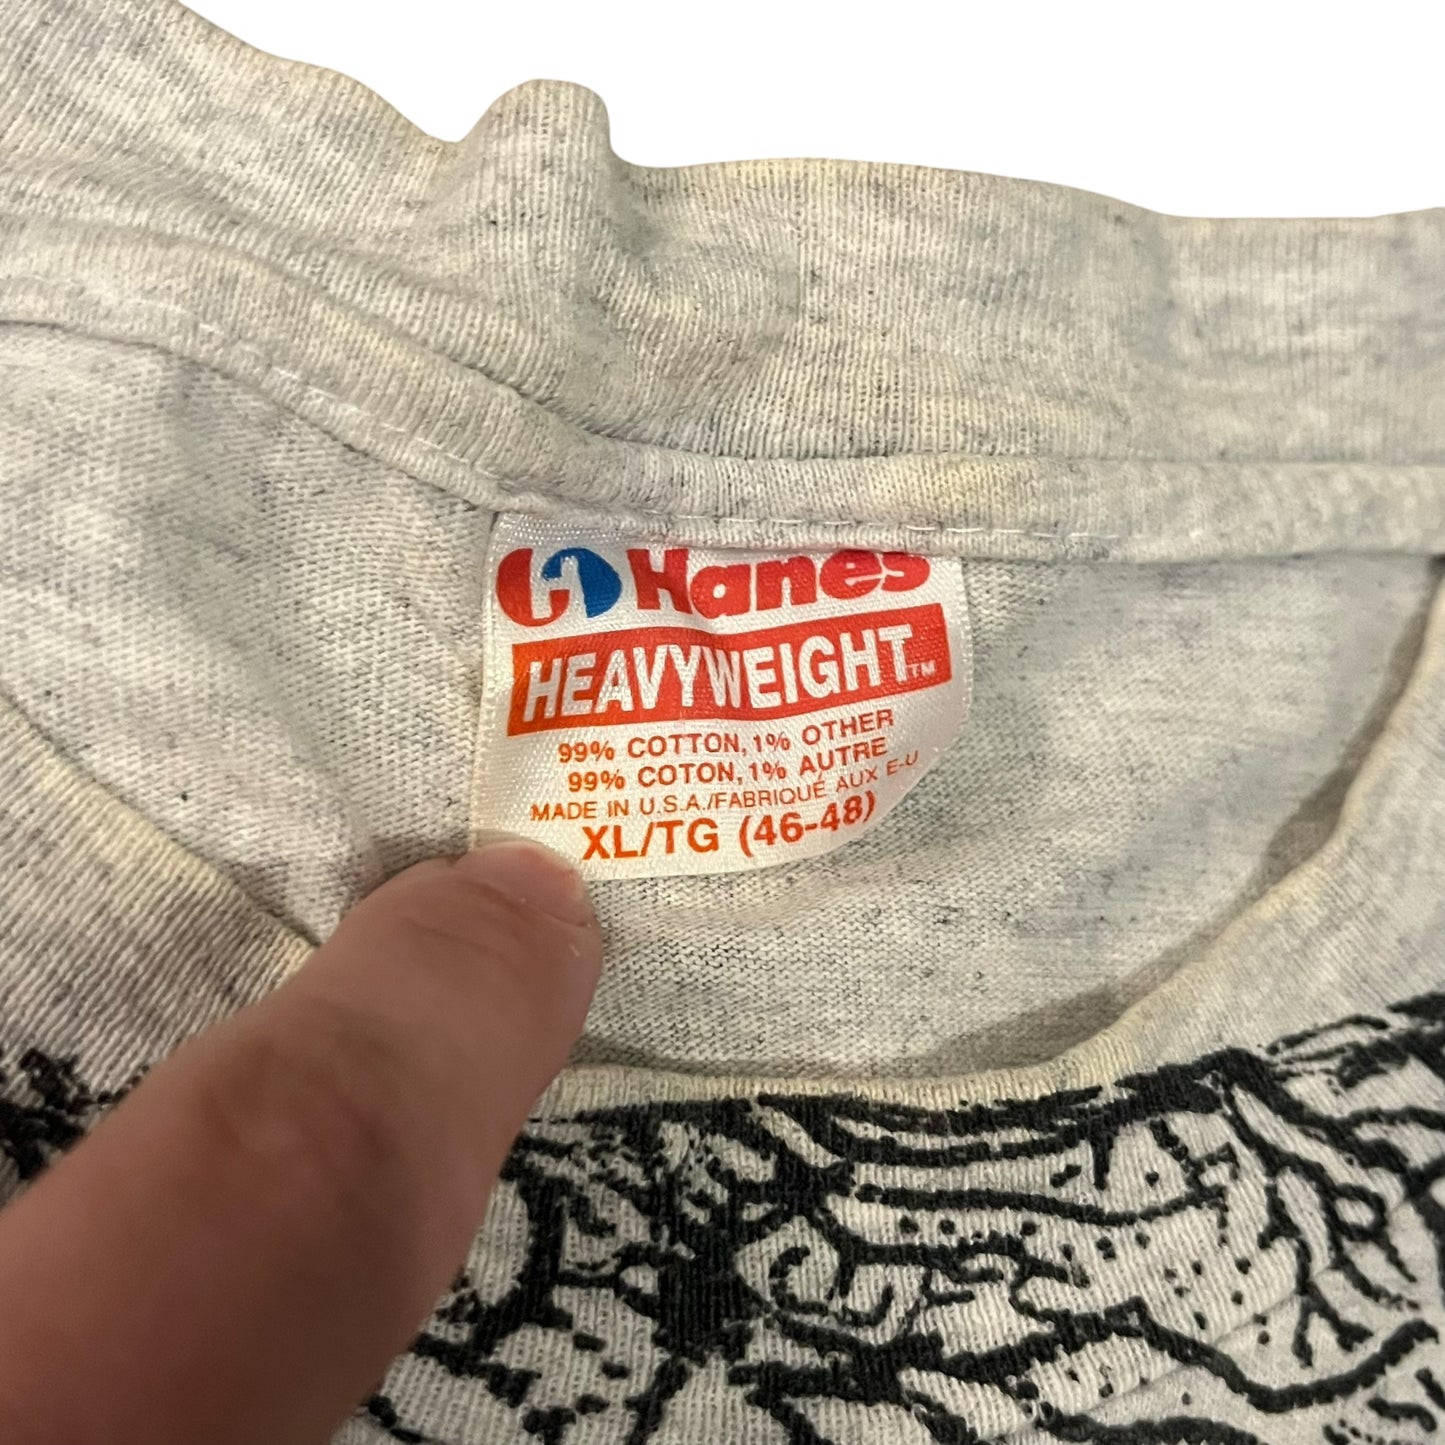 Hanes
HEAVYWEIGHT™
99% COTTON, 1% OTHER
99% COTON, 1% AUTRE
MADE IN U.S.A./FABRIQUÉ AUX E-U
XL/TG (46-48)